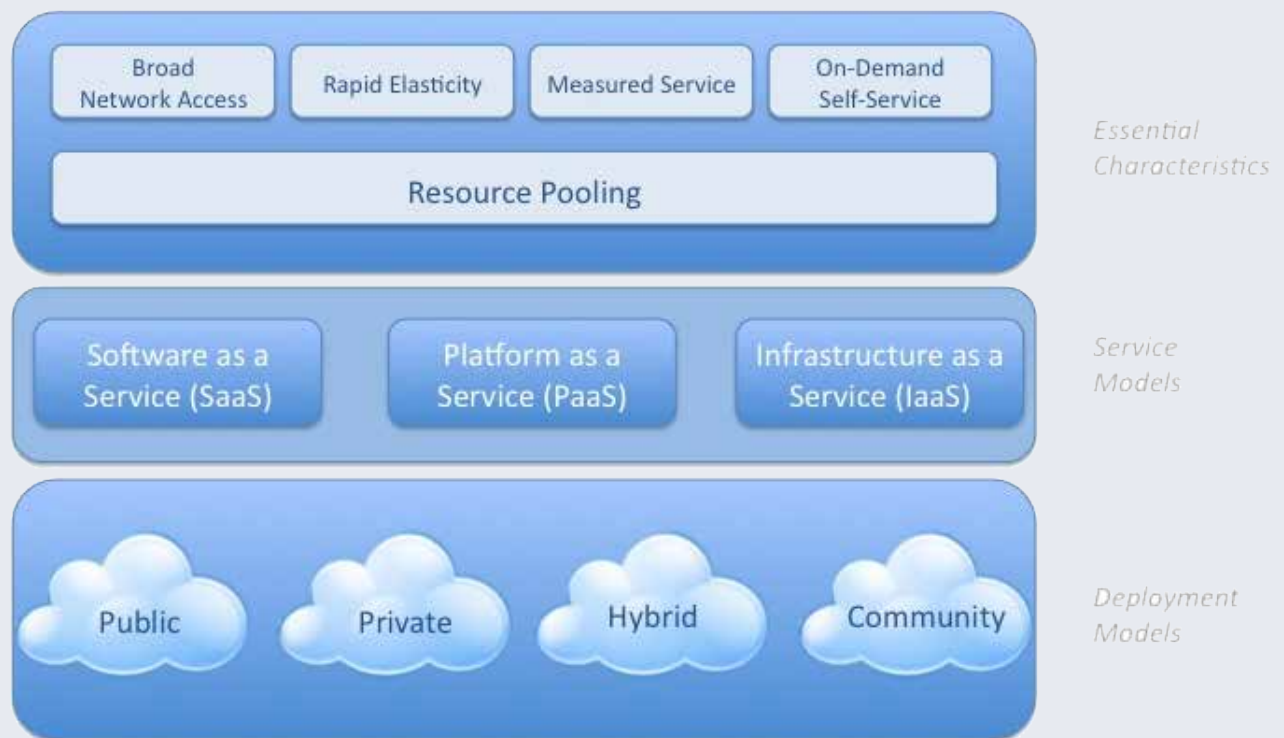 Broad
Network Access
Rapid Elasticity
Measured Service
On-Demand
Self-Service
Resource Pooling
Essential
Characteristics
Software as a
Service (SaaS)
Platform as a
Service (PaaS)
Infrastructure as a
Service (IaaS)
Service
Models
Public
Private
Hybrid
Community
Deployment
Models